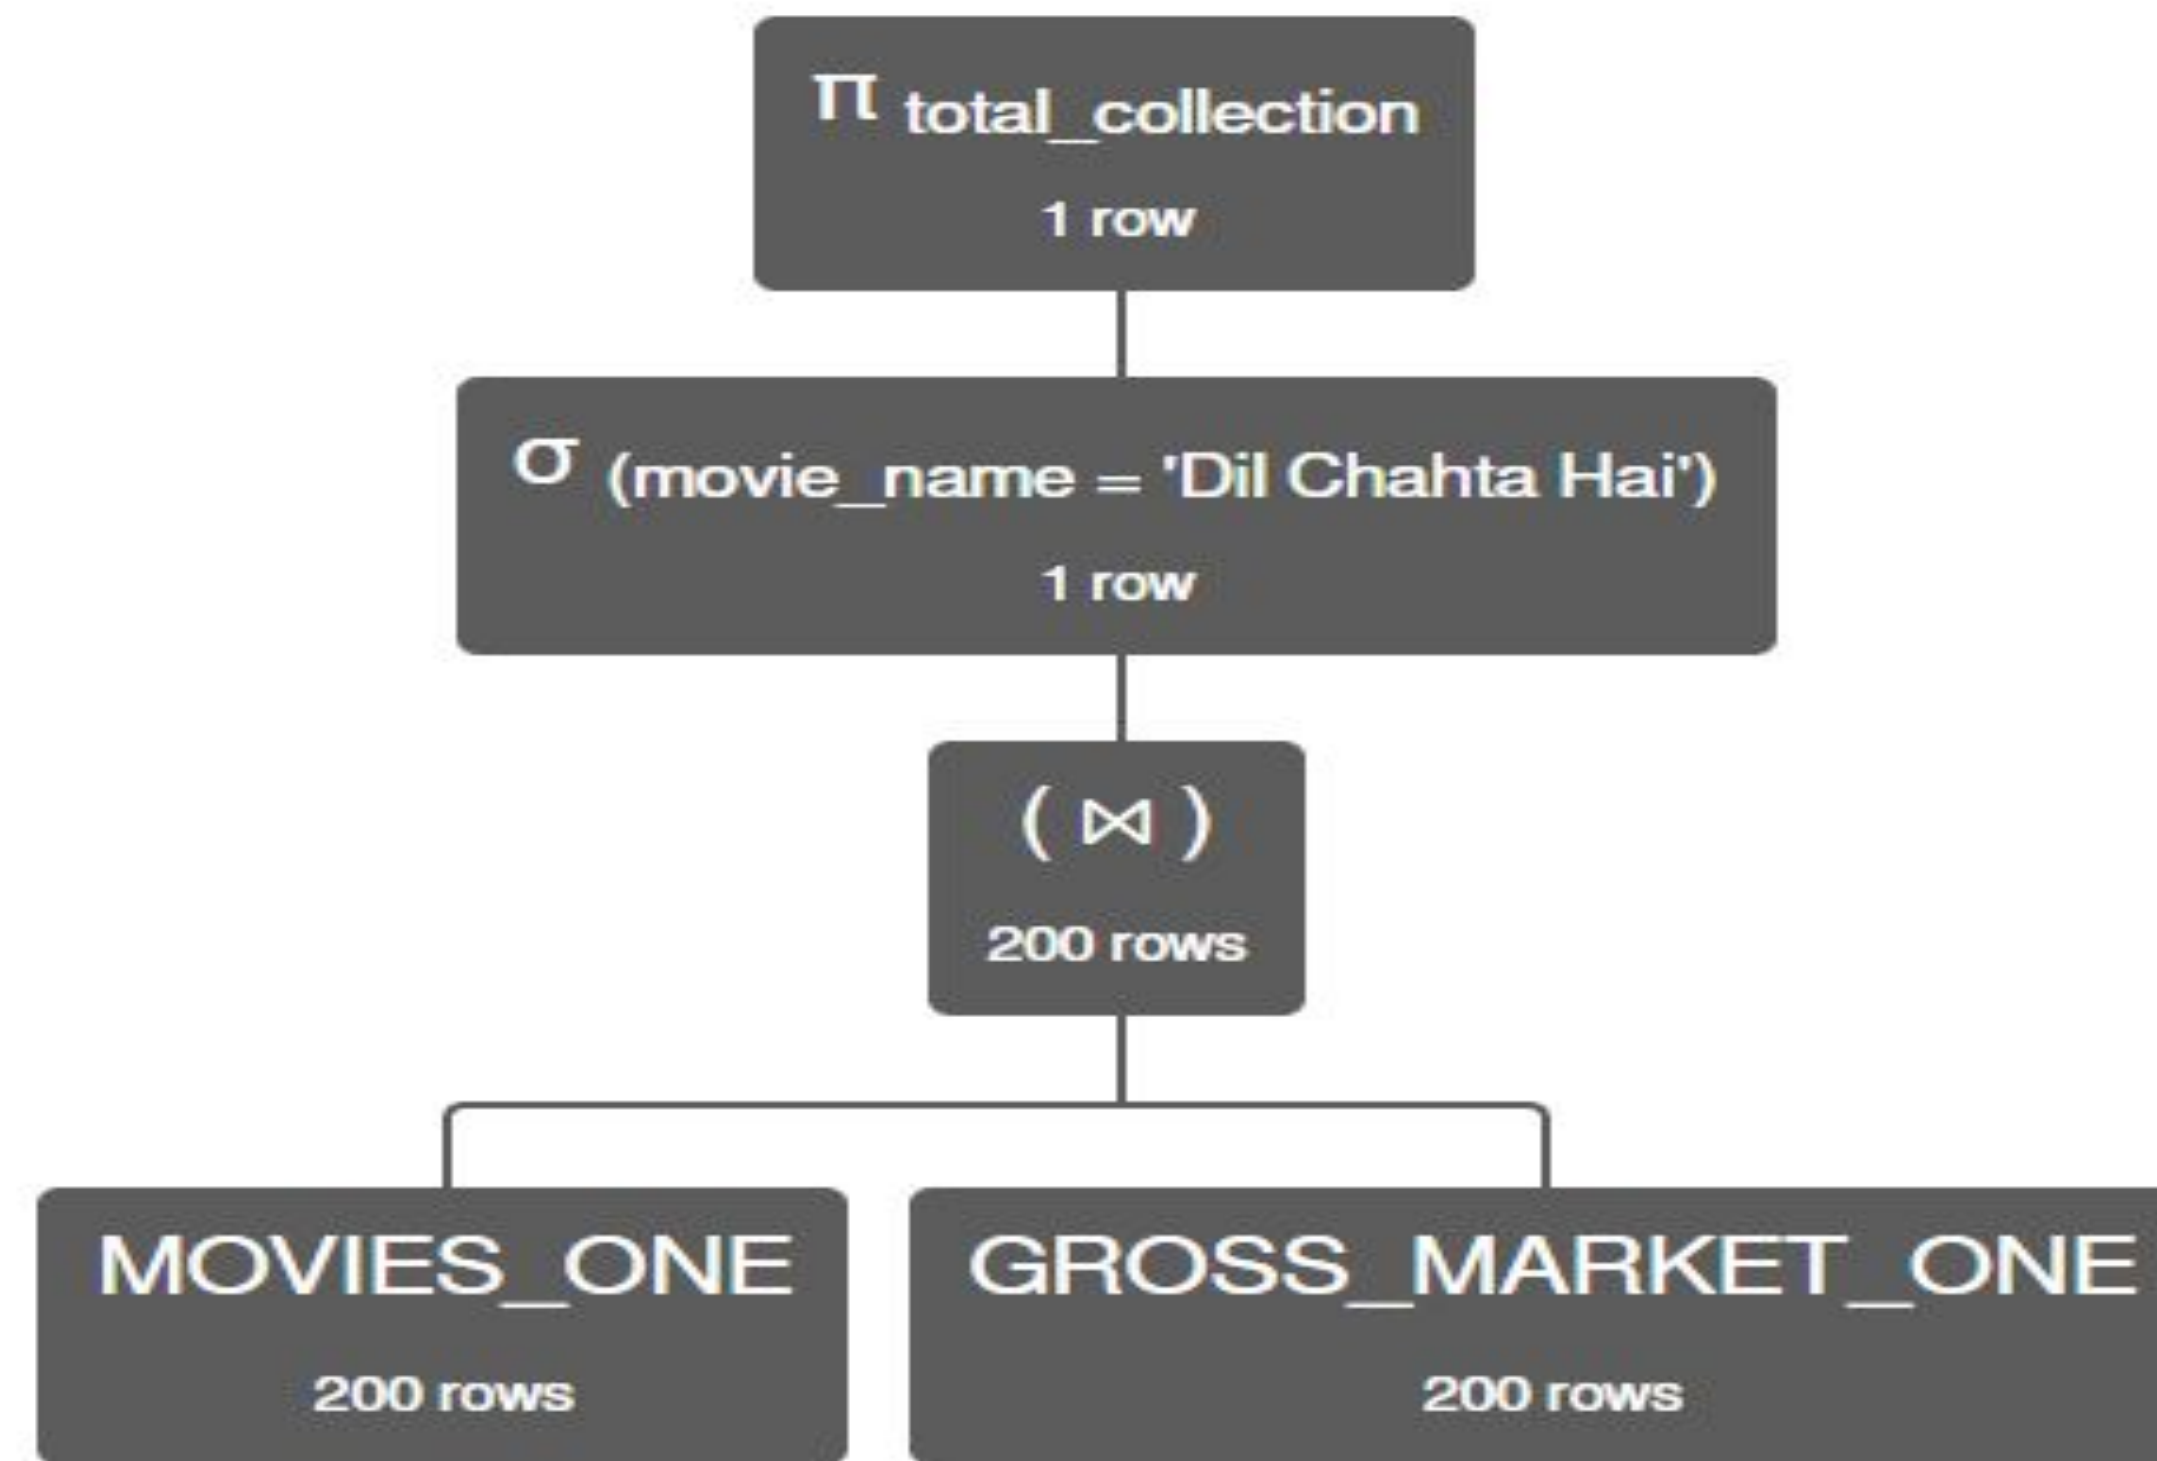 π total_collection
1 row
σ (movie_name = 'Dil Chahta Hai')
1 row
( ⋈ )
200 rows
MOVIES_ONE
200 rows
GROSS_MARKET_ONE
200 rows